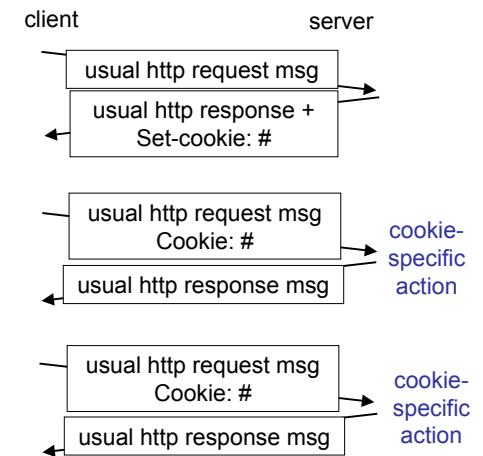 client
server
usual http request msg
usual http response +
Set-cookie: #
usual http request msg
Cookie: #
cookie-
specific
action
usual http response msg
usual http request msg
Cookie: #
cookie-
specific
action
usual http response msg